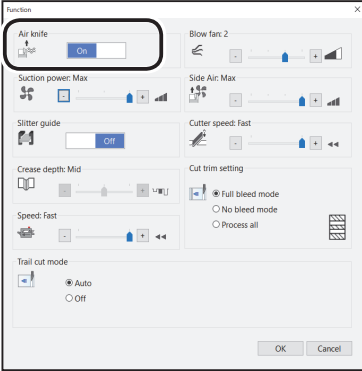 Function
Air knife
On
Blow fan: 2
- +
Suction power: Max
- +
Side Air: Max
- +
Slitter guide
Off
Cutter speed: Fast
- +
Crease depth: Mid
- +
Cut trim setting
Full bleed mode
No bleed mode
Process all
Speed: Fast
- +
Trail cut mode
Auto
Off
OK Cancel